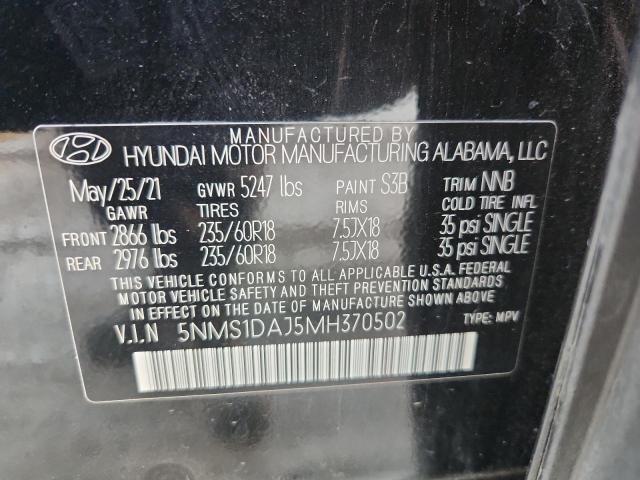 MANUFACTURED BY
HYUNDAI MOTOR MANUFACTURING ALABAMA, LLC
May/25/21 GVWR 5247 lbs PAINT S3B TRIM NNB
GAWR TIRES RIMS COLD TIRE INFL
FRONT 2866 lbs 235/60R18 7.5JX18 35 psi SINGLE
REAR 2976 lbs 235/60R18 7.5JX18 35 psi SINGLE
THIS VEHICLE CONFORMS TO ALL APPLICABLE U.S.A. FEDERAL
MOTOR VEHICLE SAFETY AND THEFT PREVENTION STANDARDS
IN EFFECT ON THE DATE OF MANUFACTURE SHOWN ABOVE.
V.I.N 5NMS1DAJ5MH370502 TYPE: MPV